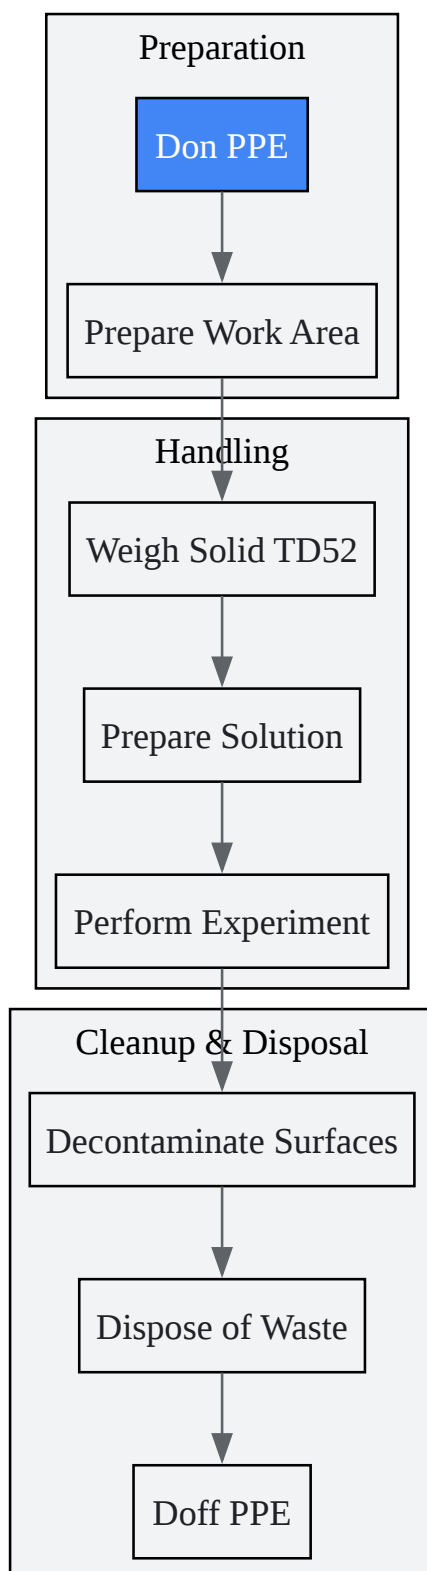 Preparation
Don PPE
Prepare Work Area
Handling
Weigh Solid TD52
Prepare Solution
Perform Experiment
Cleanup & Disposal
Decontaminate Surfaces
Dispose of Waste
Doff PPE